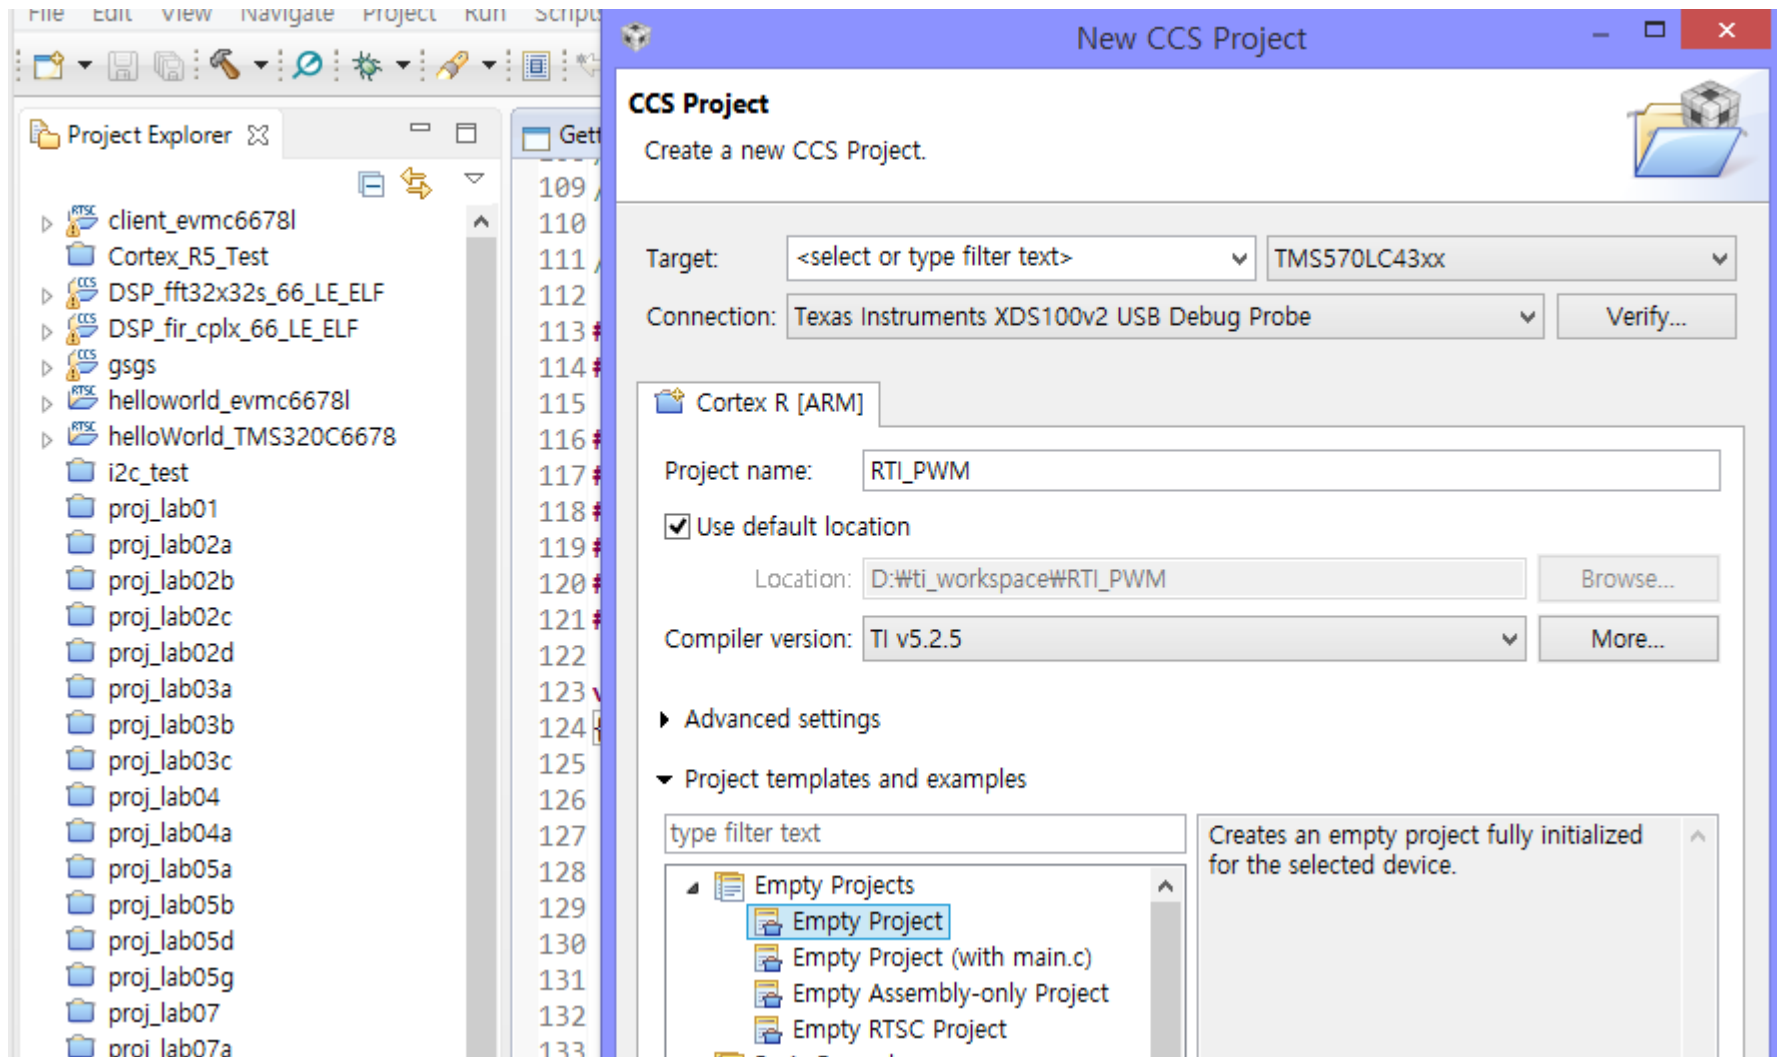 File Edit View Navigate Project Run Scripts
New CCS Project
CCS Project
Create a new CCS Project.
Project Explorer
Target: <select or type filter text> TMS570LC43xx
Connection: Texas Instruments XDS100v2 USB Debug Probe Verify...
Cortex R [ARM]
Project name: RTI_PWM
Use default location
Location: D:₩ti_workspace₩RTI_PWM Browse...
Compiler version: TI v5.2.5 More...
Advanced settings
Project templates and examples
type filter text
Creates an empty project fully initialized
for the selected device.
Empty Projects
Empty Project
Empty Project (with main.c)
Empty Assembly-only Project
Empty RTSC Project
client_evmc6678l
Cortex_R5_Test
DSP_fft32x32s_66_LE_ELF
DSP_fir_cplx_66_LE_ELF
gsgs
helloworld_evmc6678l
helloWorld_TMS320C6678
i2c_test
proj_lab01
proj_lab02a
proj_lab02b
proj_lab02c
proj_lab02d
proj_lab03a
proj_lab03b
proj_lab03c
proj_lab04
proj_lab04a
proj_lab05a
proj_lab05b
proj_lab05d
proj_lab05g
proj_lab07
proj_lab07a
Gett
109 /
110
111 /
112
113 #
114 #
115
116 #
117 #
118 #
119 #
120 #
121 #
122
123 v
124 {
125
126
127
128
129
130
131
132
133